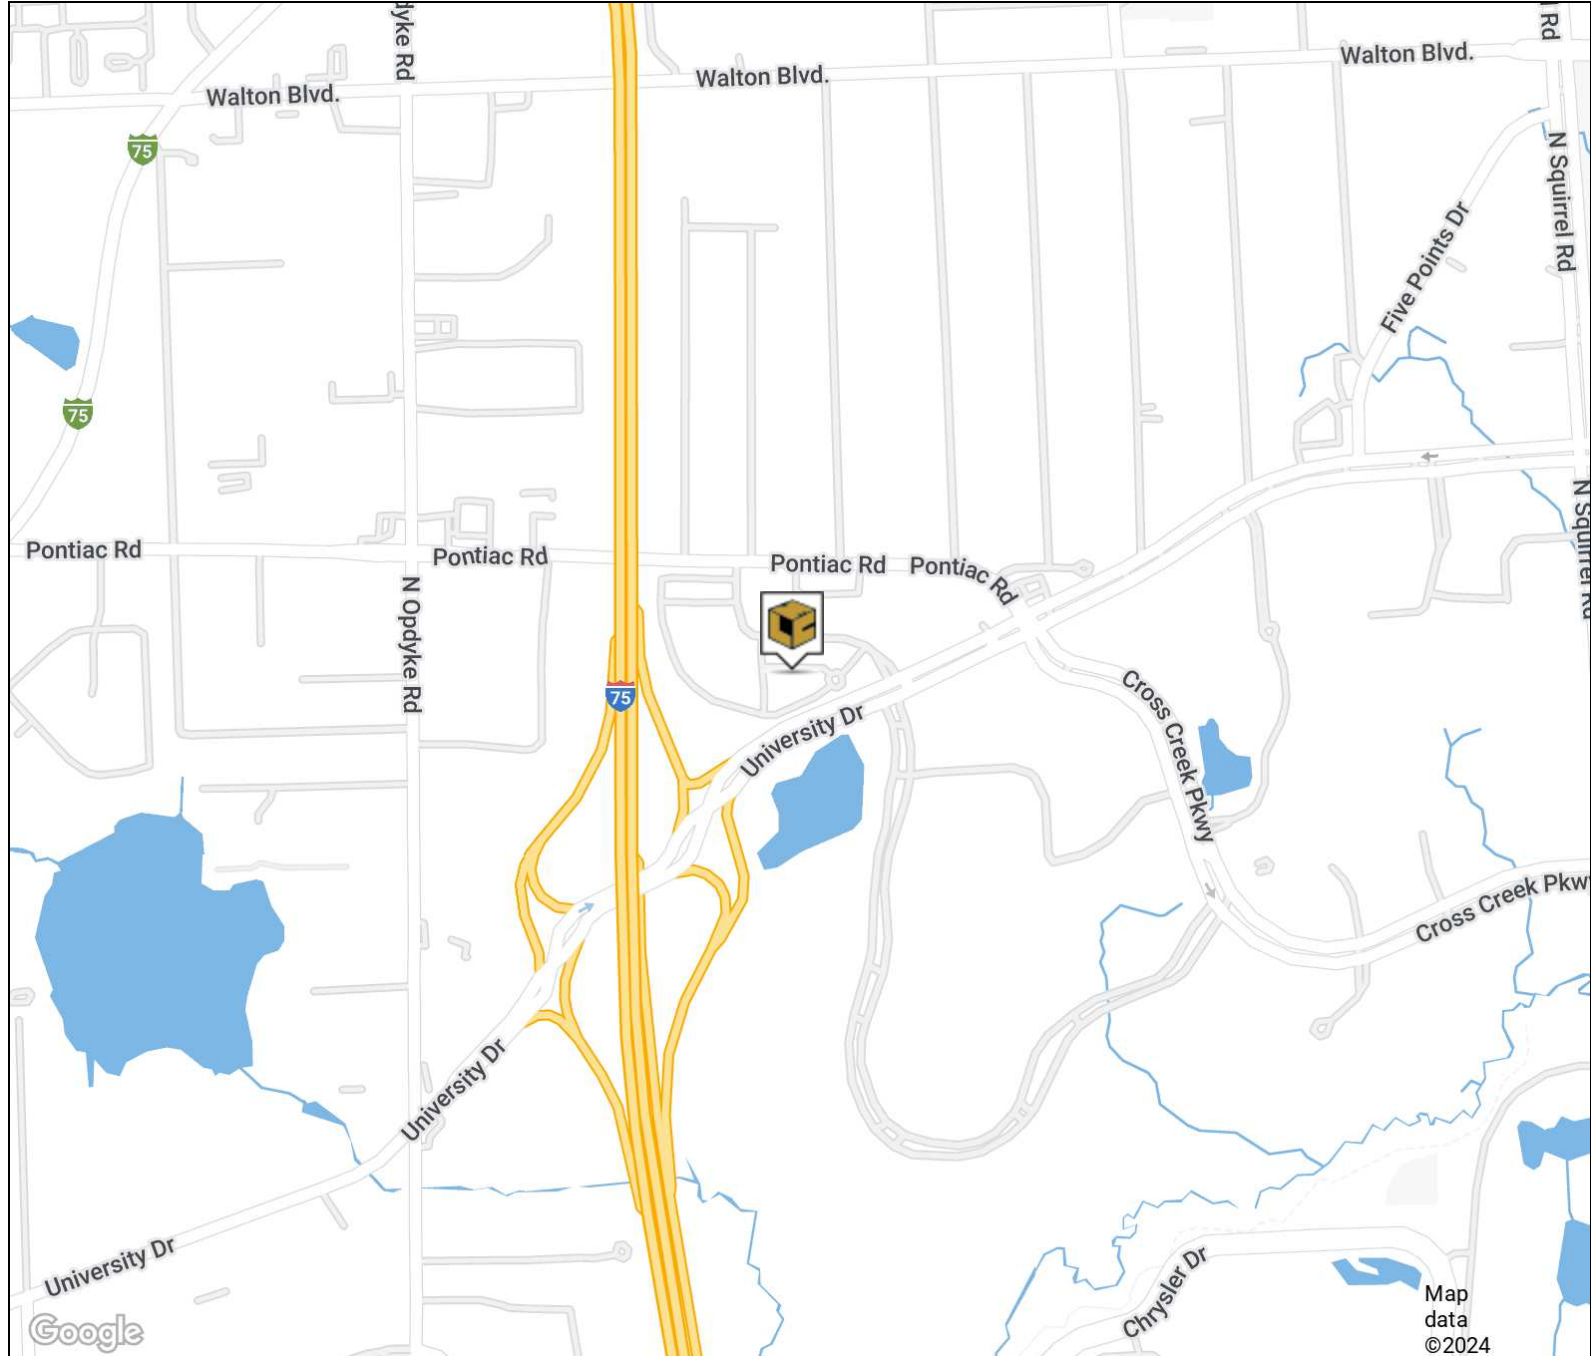 dyke Rd
Rd
Walton Blvd.
Walton Blvd.
Walton Blvd.
75
N Squirrel Rd
Five Points Dr
75
N Squirrel Rd
Pontiac Rd
Pontiac Rd
Pontiac Rd
Pontiac Rd
N Opdyke Rd
75
Cross Creek Pkwy
University Dr
Cross Creek Pkwy
University Dr
University Dr
Chrysler Dr
Map
data
©2024
Google